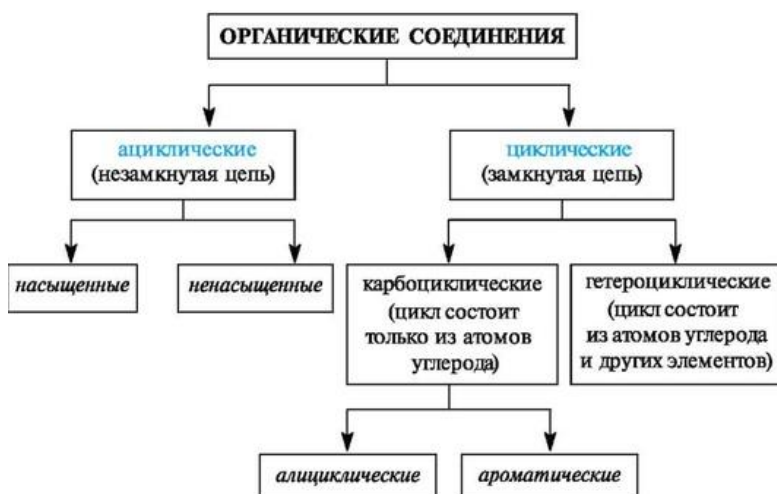 ОРГАНИЧЕСКИЕ СОЕДИНЕНИЯ
ациклические
(незамкнутая цепь)
циклические
(замкнутая цепь)
насыщенные
ненасыщенные
карбоциклические
(цикл состоит
только из атомов
углерода)
гетероциклические
(цикл состоит
из атомов углерода
и других элементов)
алициклические
ароматические